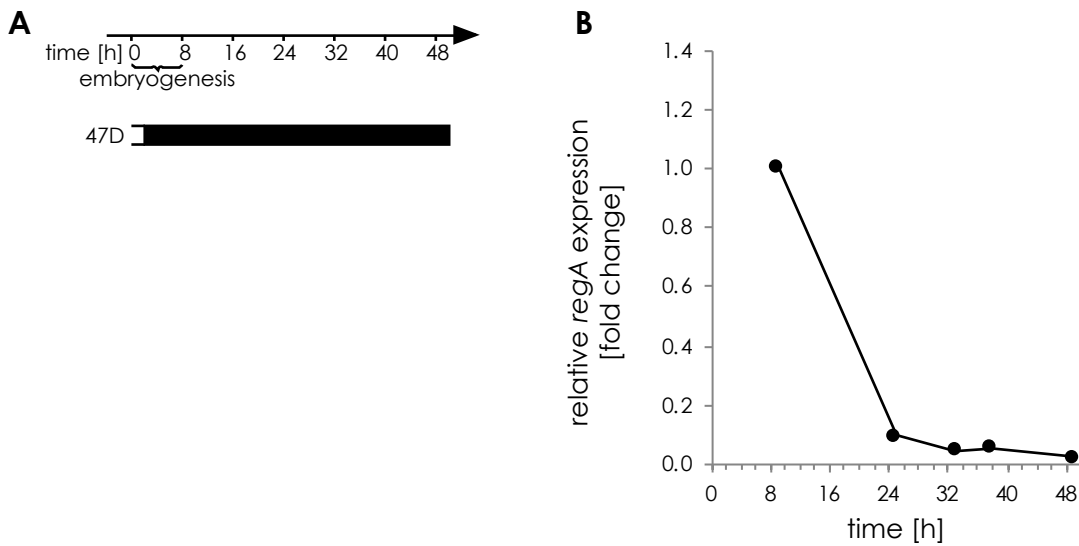 A
time [h] 0 8 16 24 32 40 48
embryogenesis
47D
B
relative regA expression
[fold change]
1.4
1.2
1.0
0.8
0.6
0.4
0.2
0.0
0 8 16 24 32 40 48
time [h]